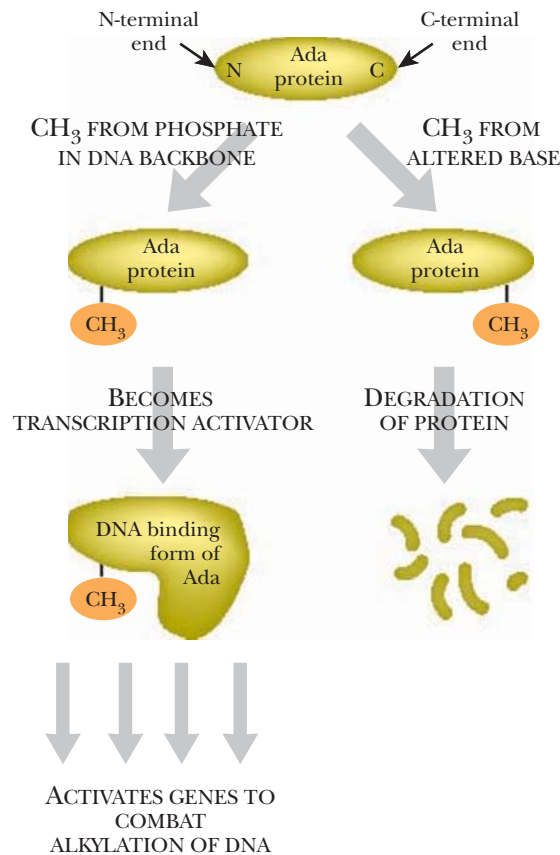 N-terminal
end
C-terminal
end
Ada
N protein C
CH₃ FROM PHOSPHATE
IN DNA BACKBONE
CH₃ FROM
ALTERED BASE
Ada
protein
CH₃
Ada
protein
CH₃
BECOMES
TRANSCRIPTION ACTIVATOR
DEGRADATION
OF PROTEIN
DNA binding
form of
Ada
CH₃
ACTIVATES GENES TO
COMBAT
ALKYLATION OF DNA